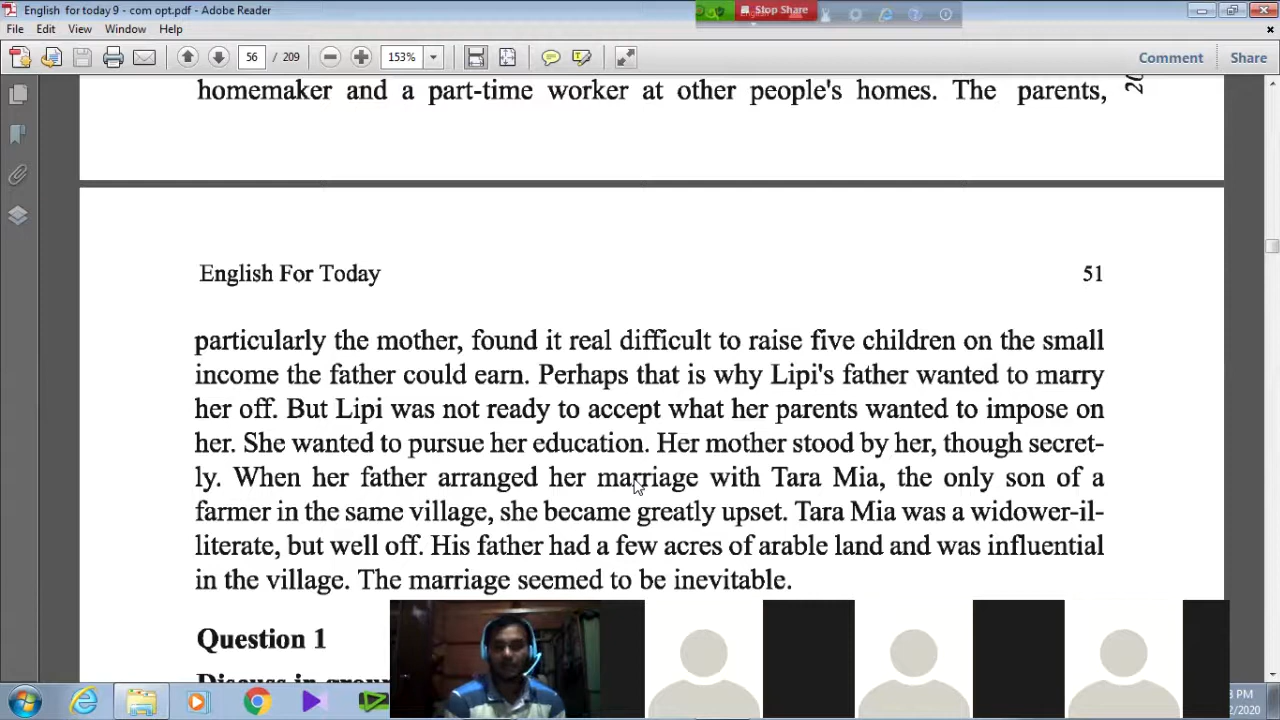 English for today 9 - com opt.pdf - Adobe Reader
Stop Share
File Edit View Window Help
56 / 209 153% Comment Share
homemaker and a part-time worker at other people's homes. The parents,
20
English For Today 51
particularly the mother, found it real difficult to raise five children on the small
income the father could earn. Perhaps that is why Lipi's father wanted to marry
her off. But Lipi was not ready to accept what her parents wanted to impose on
her. She wanted to pursue her education. Her mother stood by her, though secret-
ly. When her father arranged her marriage with Tara Mia, the only son of a
farmer in the same village, she became greatly upset. Tara Mia was a widower-il-
literate, but well off. His father had a few acres of arable land and was influential
in the village. The marriage seemed to be inevitable.
Question 1
PM
2/2020